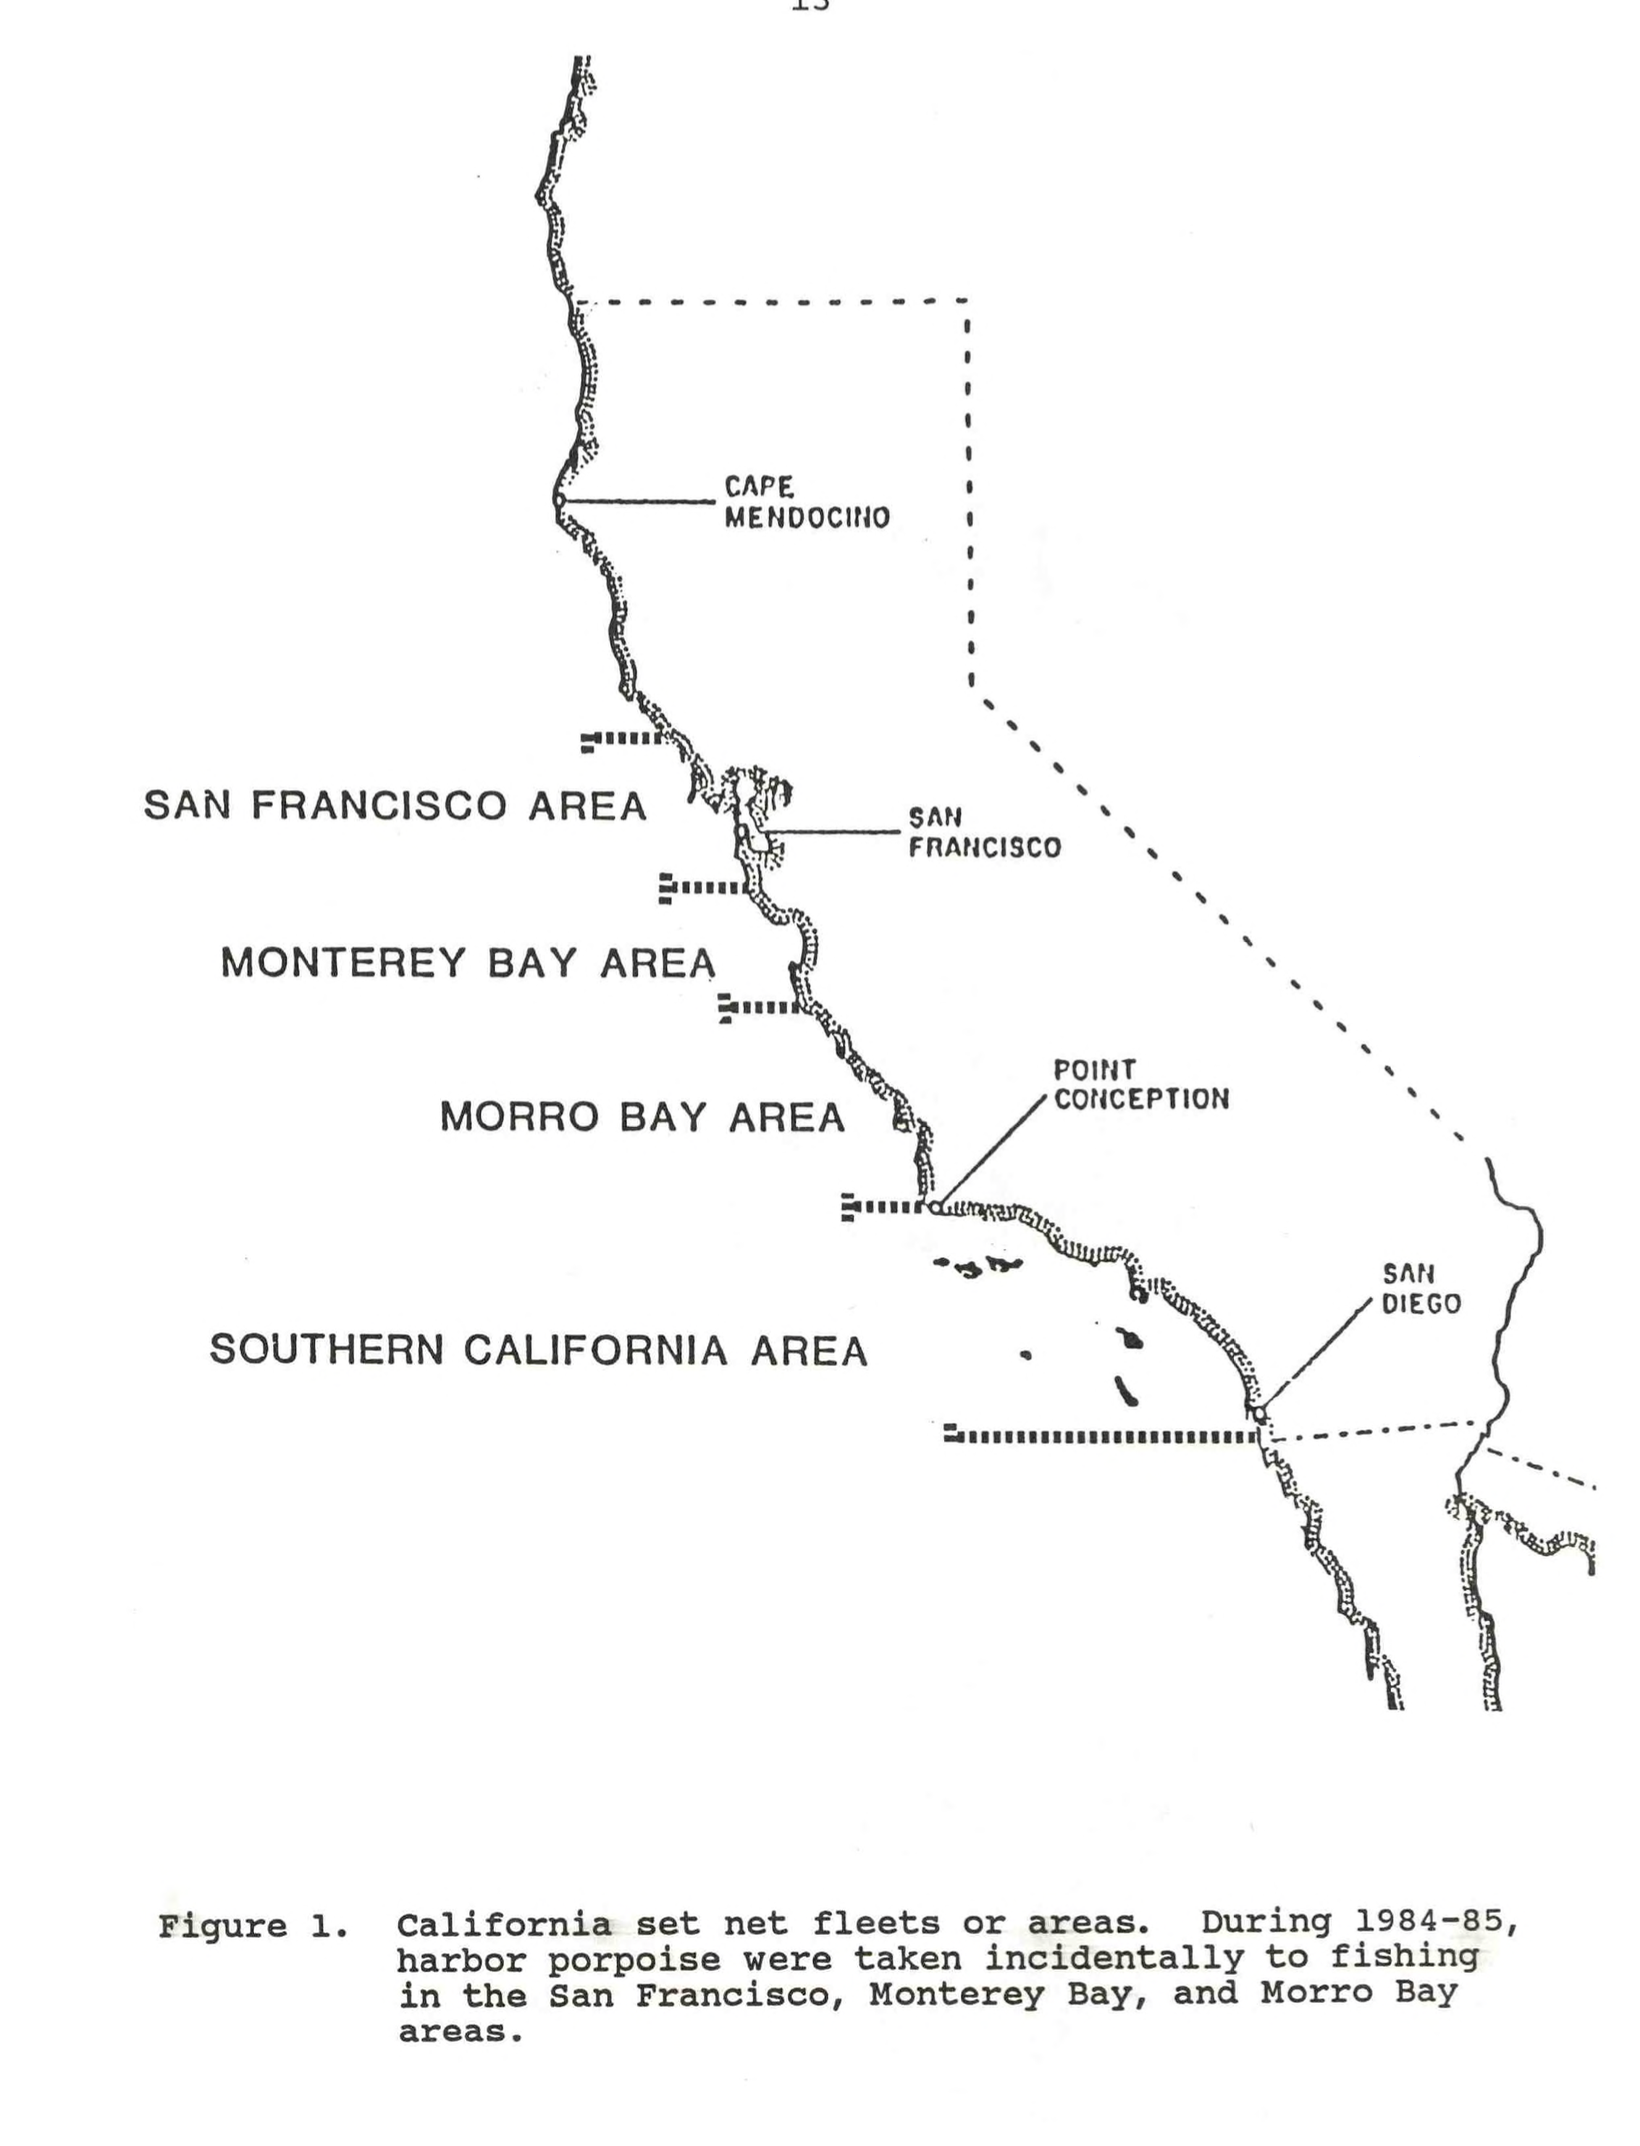 CAPE
MENDOCINO
SAN FRANCISCO AREA
SAN
FRANCISCO
MONTEREY BAY AREA
POINT
CONCEPTION
MORRO BAY AREA
SAN
DIEGO
SOUTHERN CALIFORNIA AREA
Figure 1. California set net fleets or areas. During 1984-85,
harbor porpoise were taken incidentally to fishing
in the San Francisco, Monterey Bay, and Morro Bay
areas.